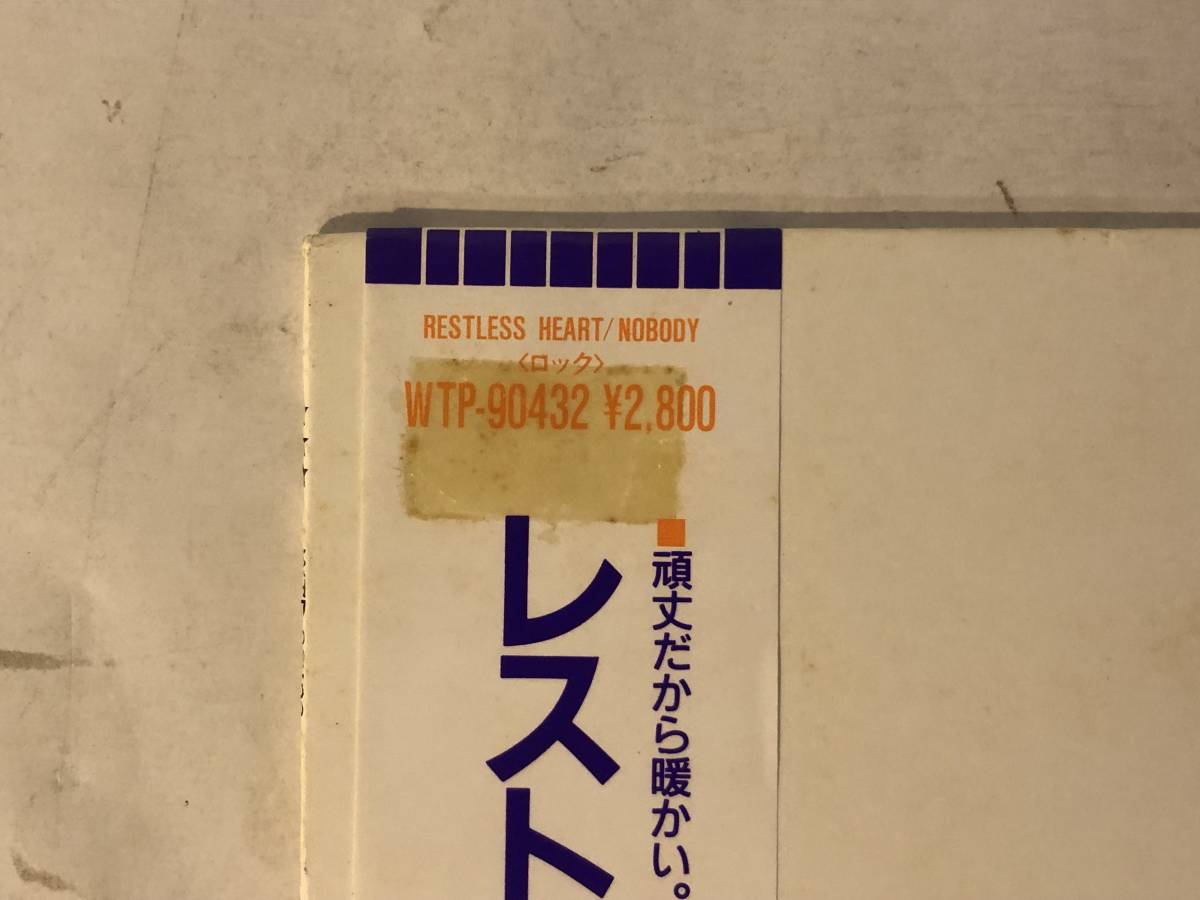 RESTLESS HEART/NOBODY
〈ロック〉
WTP-90432 ¥2,800
■頑丈だから暖かい。
レスト